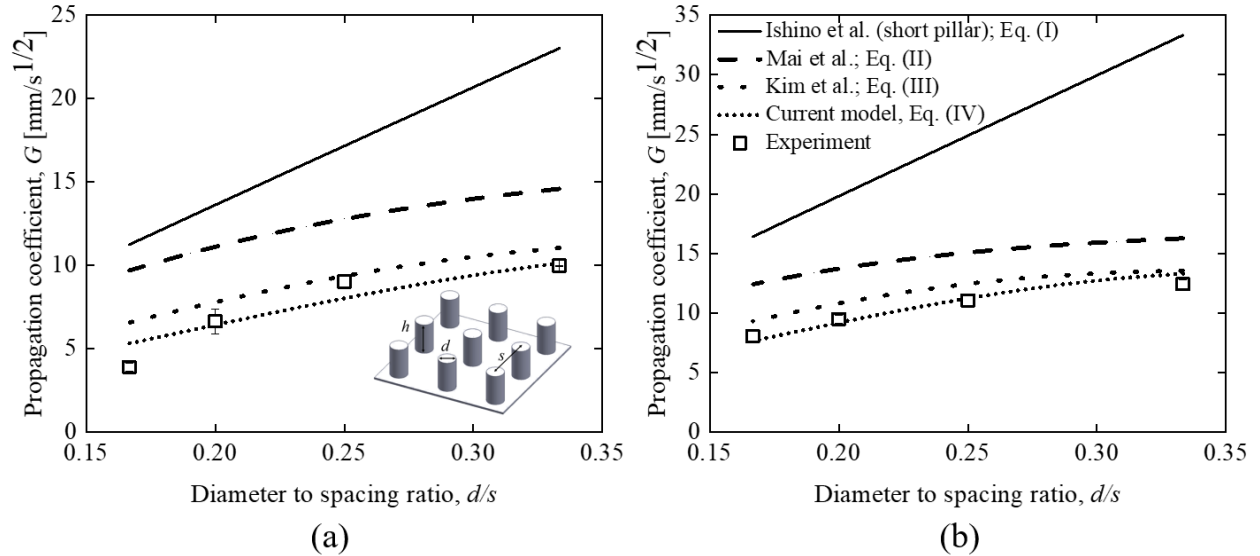 25
20
15
10
5
0
0.15
0.20
0.25
0.30
0.35
Propagation coefficient, G [mm/s^1/2]
Diameter to spacing ratio, d/s
h
d
s
(a)
35
30
25
20
15
10
5
0
0.15
0.20
0.25
0.30
0.35
Propagation coefficient, G [mm/s^1/2]
Diameter to spacing ratio, d/s
Ishino et al. (short pillar); Eq. (I)
Mai et al.; Eq. (II)
Kim et al.; Eq. (III)
Current model, Eq. (IV)
Experiment
(b)